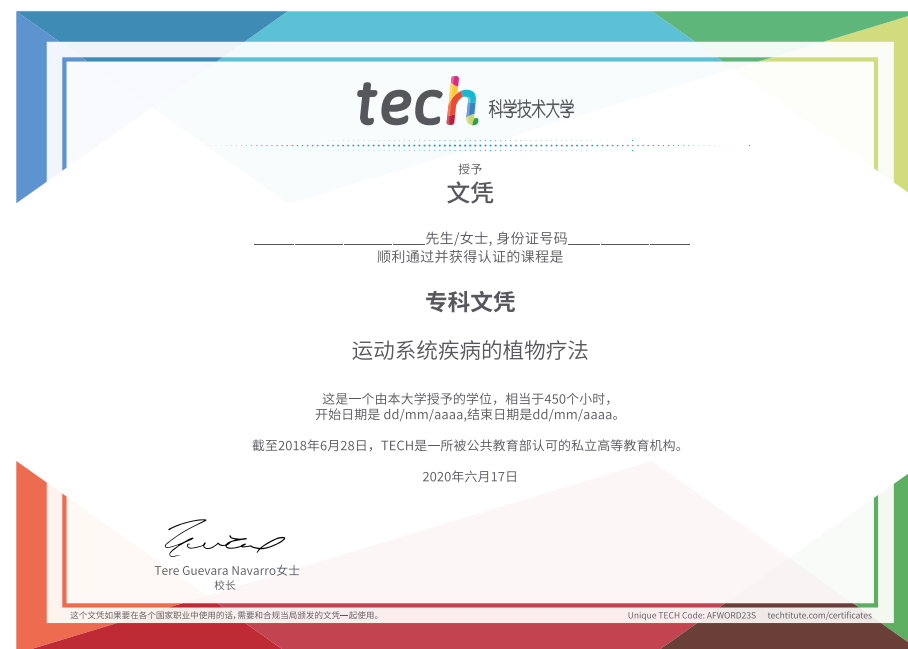 tech 科学技术大学
授予
文凭
先生/女士, 身份证号码
顺利通过并获得认证的课程是
专科文凭
运动系统疾病的植物疗法
这是一个由本大学授予的学位，相当于450个小时，
开始日期是 dd/mm/aaaa,结束日期是dd/mm/aaaa。
截至2018年6月28日，TECH是一所被公共教育部认可的私立高等教育机构。
2020年六月17日
Tere Guevara Navarro女士
校长
这个文凭如果要在各个国家职业中使用的话,需要和合规当局颁发的文凭一起使用。
Unique TECH Code: AFWORD23S techtitute.com/certificates